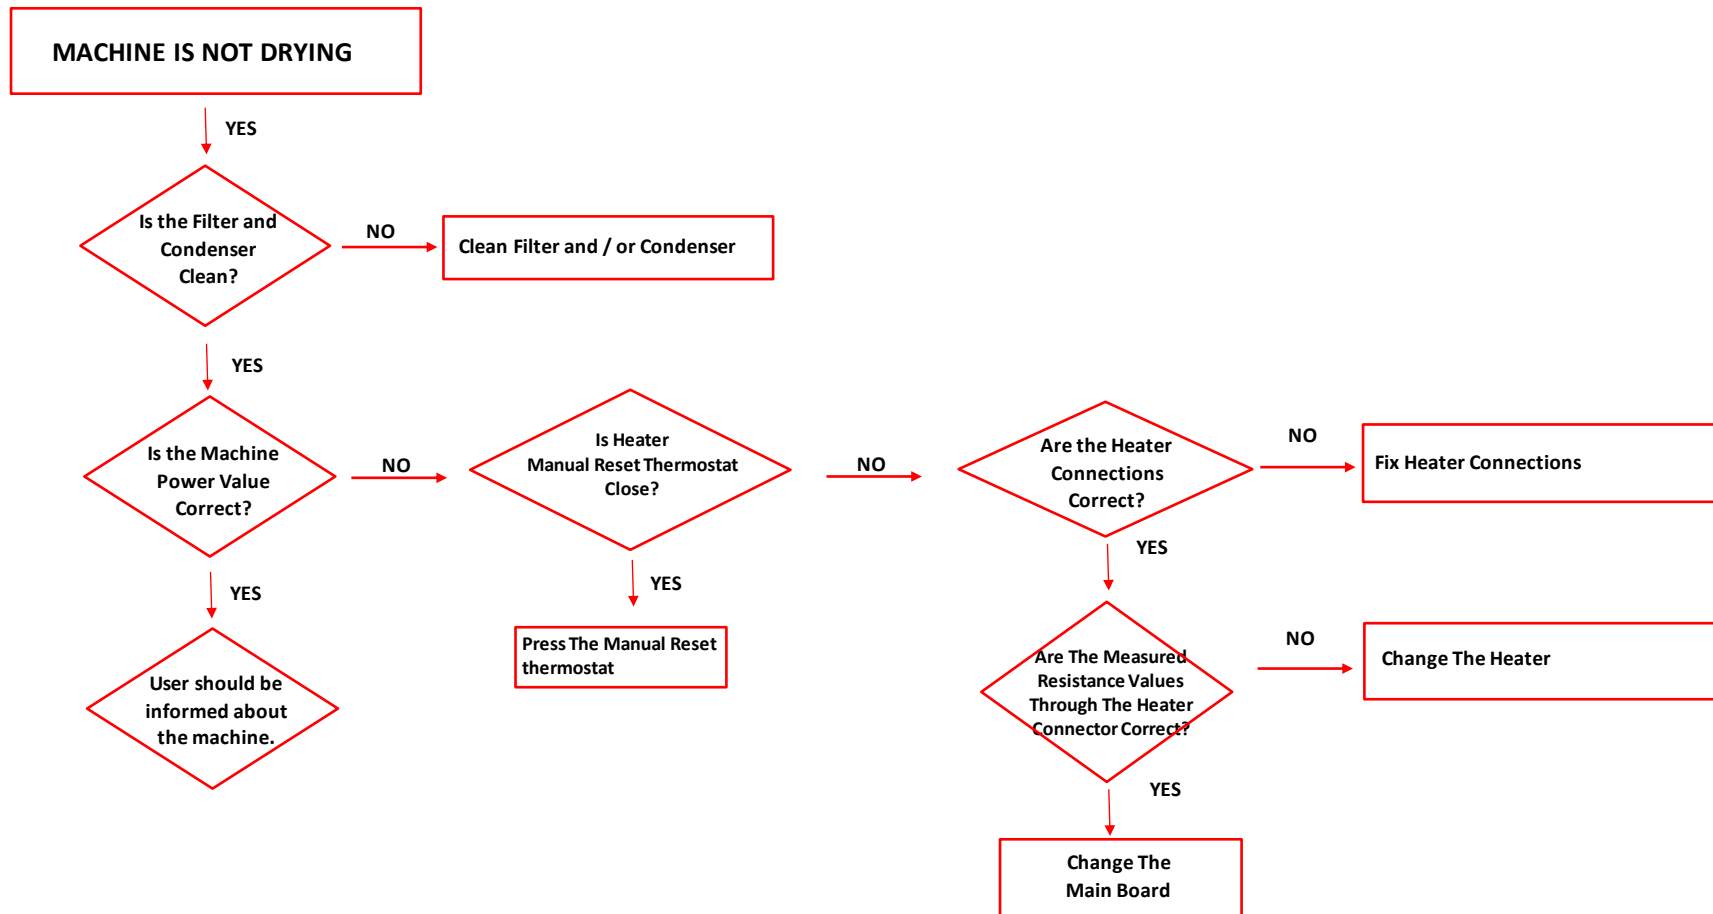 MACHINE IS NOT DRYING
YES
Is the Filter and
Condenser
Clean?
NO
Clean Filter and / or Condenser
YES
Is the Machine
Power Value
Correct?
NO
Is Heater
Manual Reset Thermostat
Close?
NO
Are the Heater
Connections
Correct?
NO
Fix Heater Connections
YES
User should be
informed about
the machine.
YES
Press The Manual Reset
thermostat
YES
Are The Measured
Resistance Values
Through The Heater
Connector Correct?
NO
Change The Heater
YES
Change The
Main Board